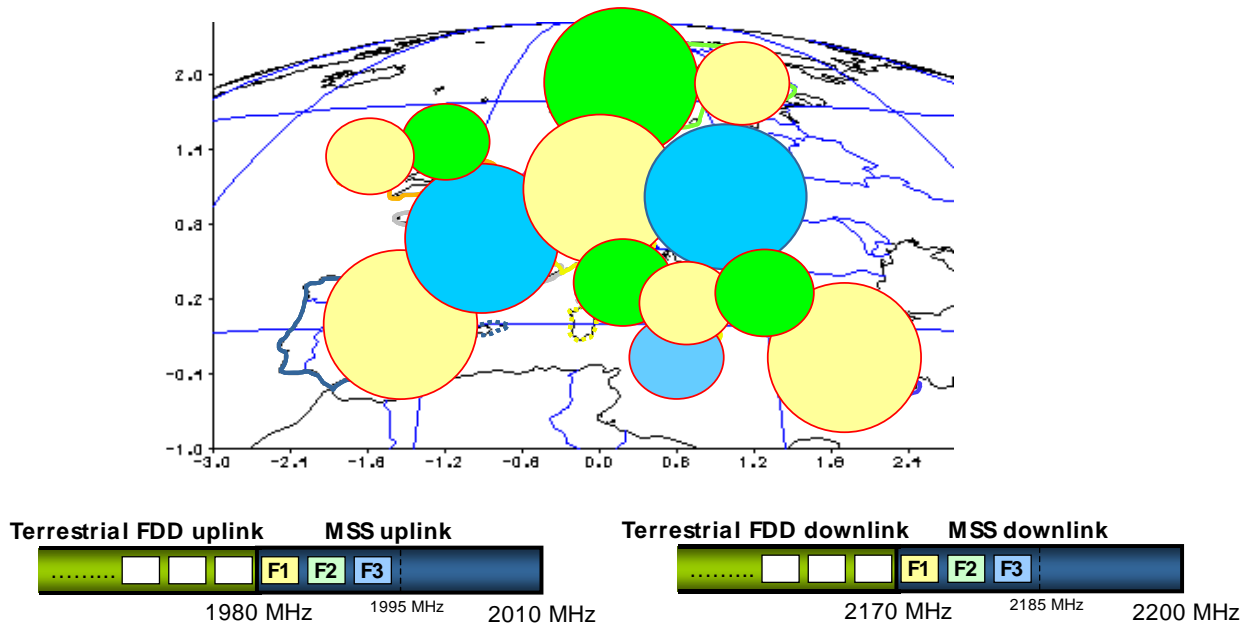 2.0
1.4
0.8
0.2
-0.4
-1.0
-3.0 -2.4 -1.8 -1.2 -0.6 0.0 0.6 1.2 1.8 2.4
Terrestrial FDD uplink MSS uplink
......... F1 F2 F3
1980 MHz 1995 MHz 2010 MHz
Terrestrial FDD downlink MSS downlink
......... F1 F2 F3
2170 MHz 2185 MHz 2200 MHz